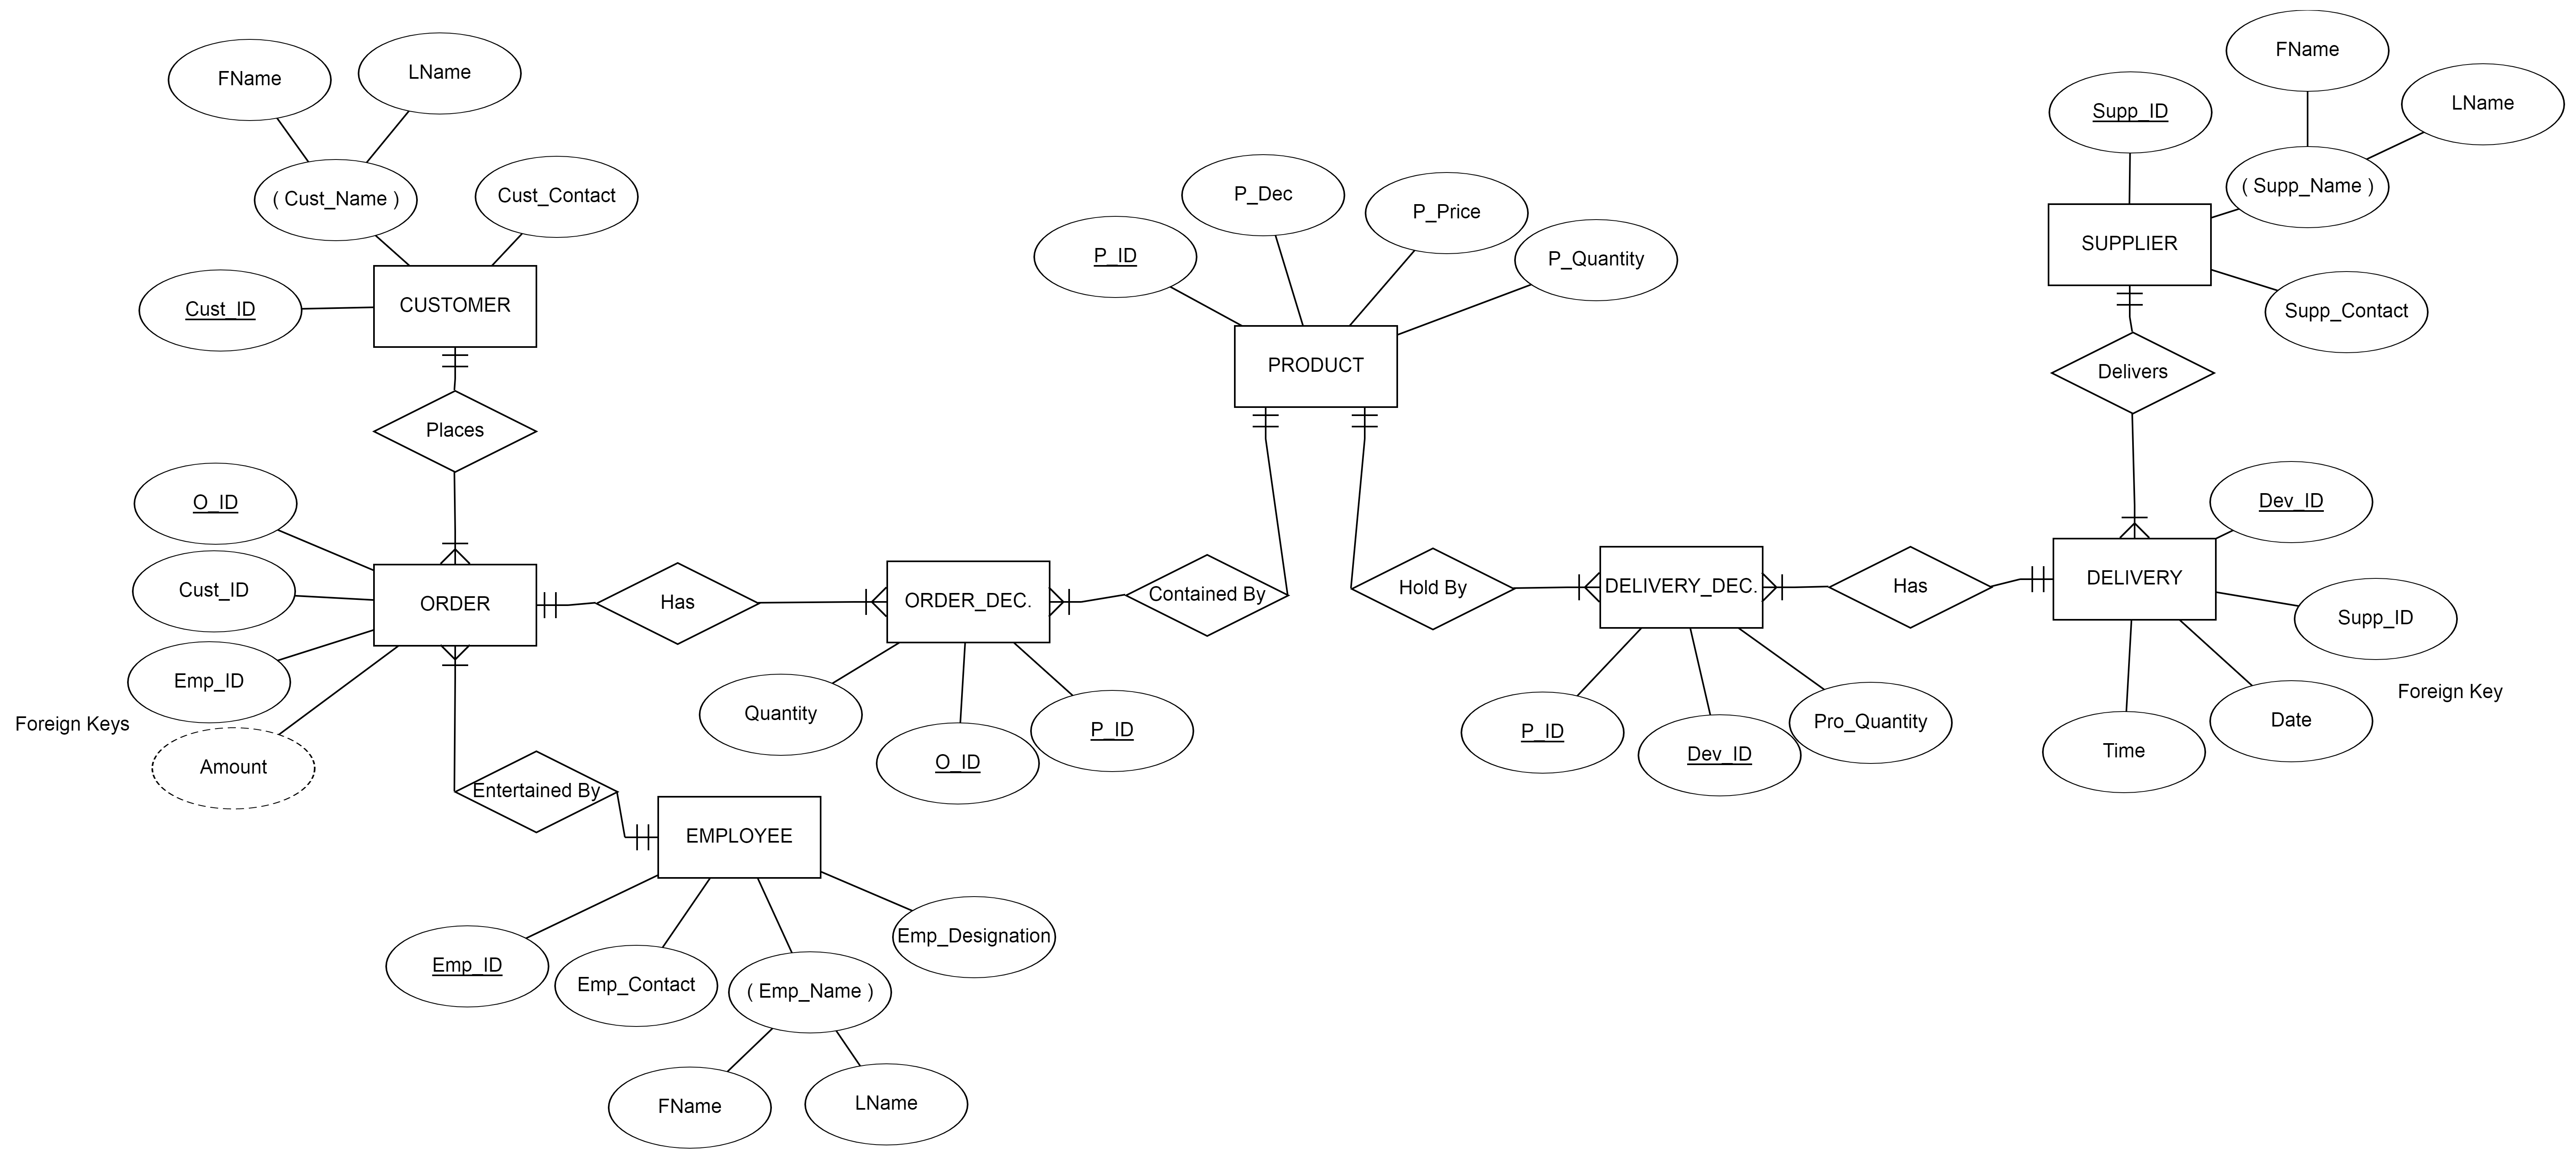 FName
LName
( Cust_Name )
Cust_Contact
Cust_ID
CUSTOMER
Places
O_ID
Cust_ID
Emp_ID
Foreign Keys
Amount
ORDER
Has
ORDER_DEC.
Quantity
O_ID
P_ID
Contained By
Entertained By
EMPLOYEE
Emp_ID
Emp_Contact
( Emp_Name )
Emp_Designation
FName
LName
P_ID
P_Dec
P_Price
P_Quantity
PRODUCT
Hold By
DELIVERY_DEC.
P_ID
Dev_ID
Pro_Quantity
Has
FName
LName
Supp_ID
( Supp_Name )
SUPPLIER
Supp_Contact
Delivers
Dev_ID
DELIVERY
Supp_ID
Foreign Key
Date
Time